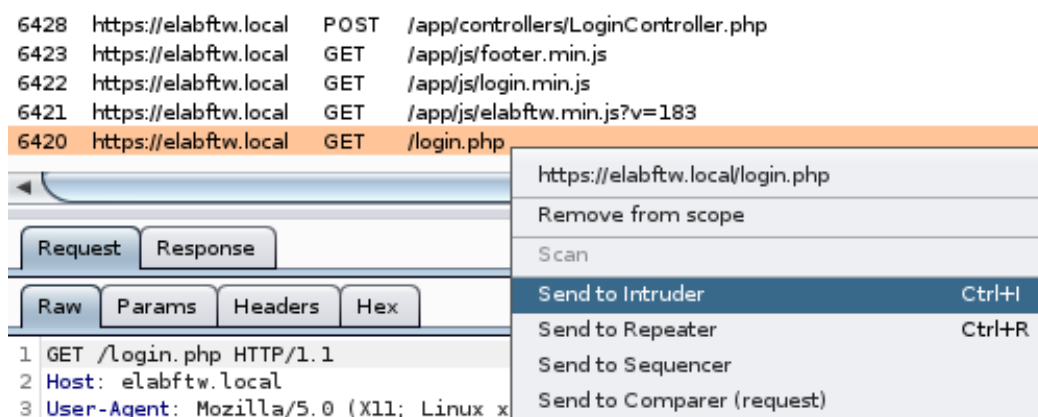 6428 https://elabftw.local POST /app/controllers/LoginController.php
6423 https://elabftw.local GET /app/js/footer.min.js
6422 https://elabftw.local GET /app/js/login.min.js
6421 https://elabftw.local GET /app/js/elabftw.min.js?v=183
6420 https://elabftw.local GET /login.php
https://elabftw.local/login.php
Remove from scope
Scan
Send to Intruder Ctrl+I
Send to Repeater Ctrl+R
Send to Sequencer
Send to Comparer (request)
Request Response
Raw Params Headers Hex
1 GET /login.php HTTP/1.1
2 Host: elabftw.local
3 User-Agent: Mozilla/5.0 (X11; Linux x